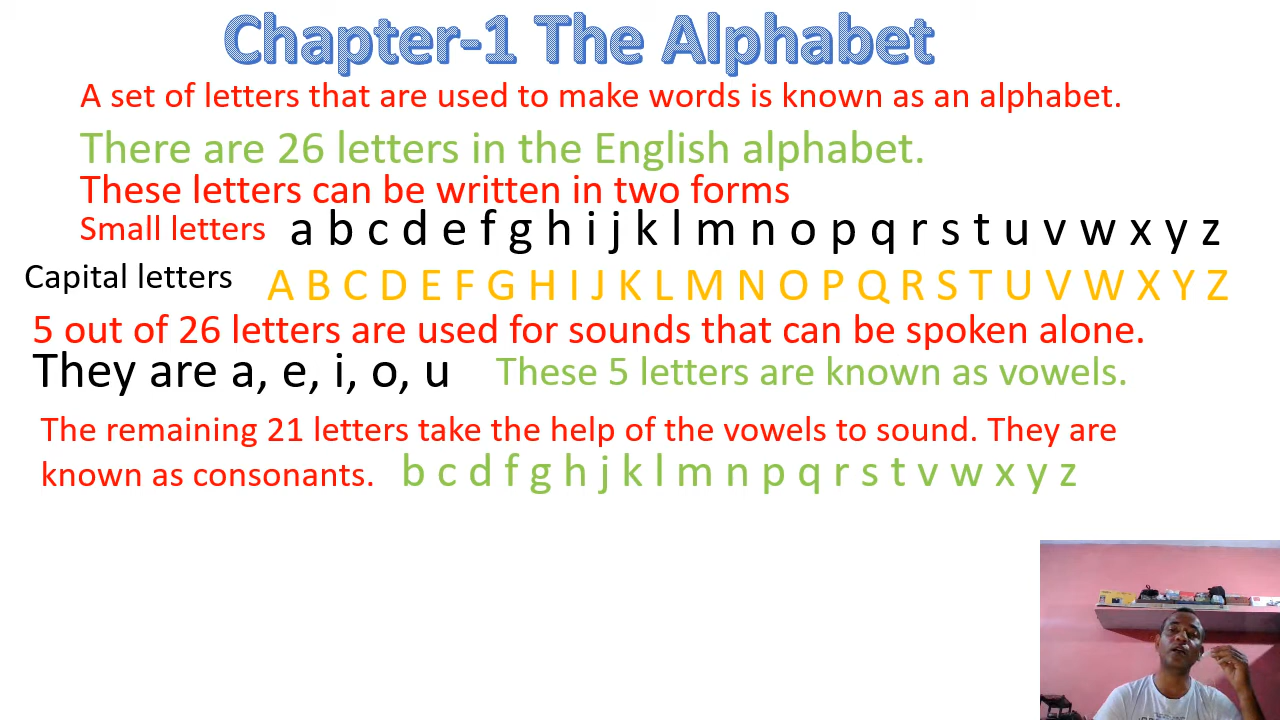 Chapter-1 The Alphabet
A set of letters that are used to make words is known as an alphabet.
There are 26 letters in the English alphabet.
These letters can be written in two forms
Small letters a b c d e f g h i j k l m n o p q r s t u v w x y z
Capital letters A B C D E F G H I J K L M N O P Q R S T U V W X Y Z
5 out of 26 letters are used for sounds that can be spoken alone.
They are a, e, i, o, u These 5 letters are known as vowels.
The remaining 21 letters take the help of the vowels to sound. They are
known as consonants. b c d f g h j k l m n p q r s t v w x y z